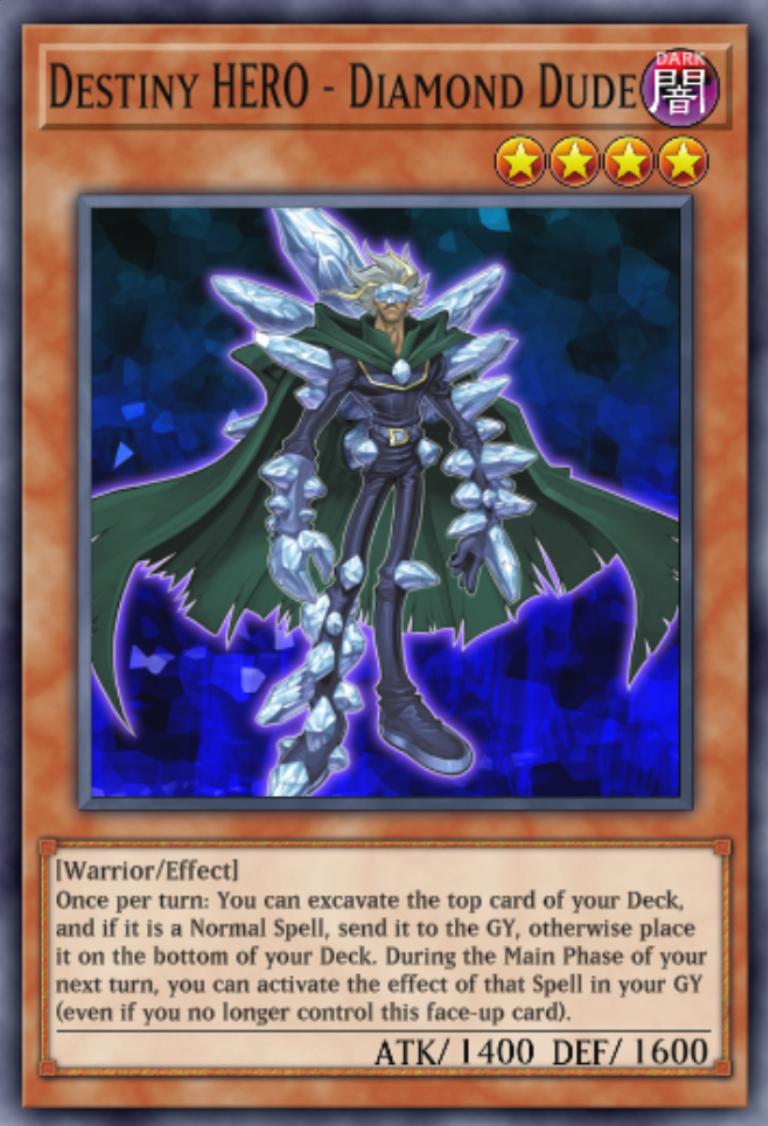 Destiny HERO - Diamond Dude
DARK
闇
[Warrior/Effect]
Once per turn: You can excavate the top card of your Deck,
and if it is a Normal Spell, send it to the GY, otherwise place
it on the bottom of your Deck. During the Main Phase of your
next turn, you can activate the effect of that Spell in your GY
(even if you no longer control this face-up card).
ATK/ 1400 DEF/ 1600